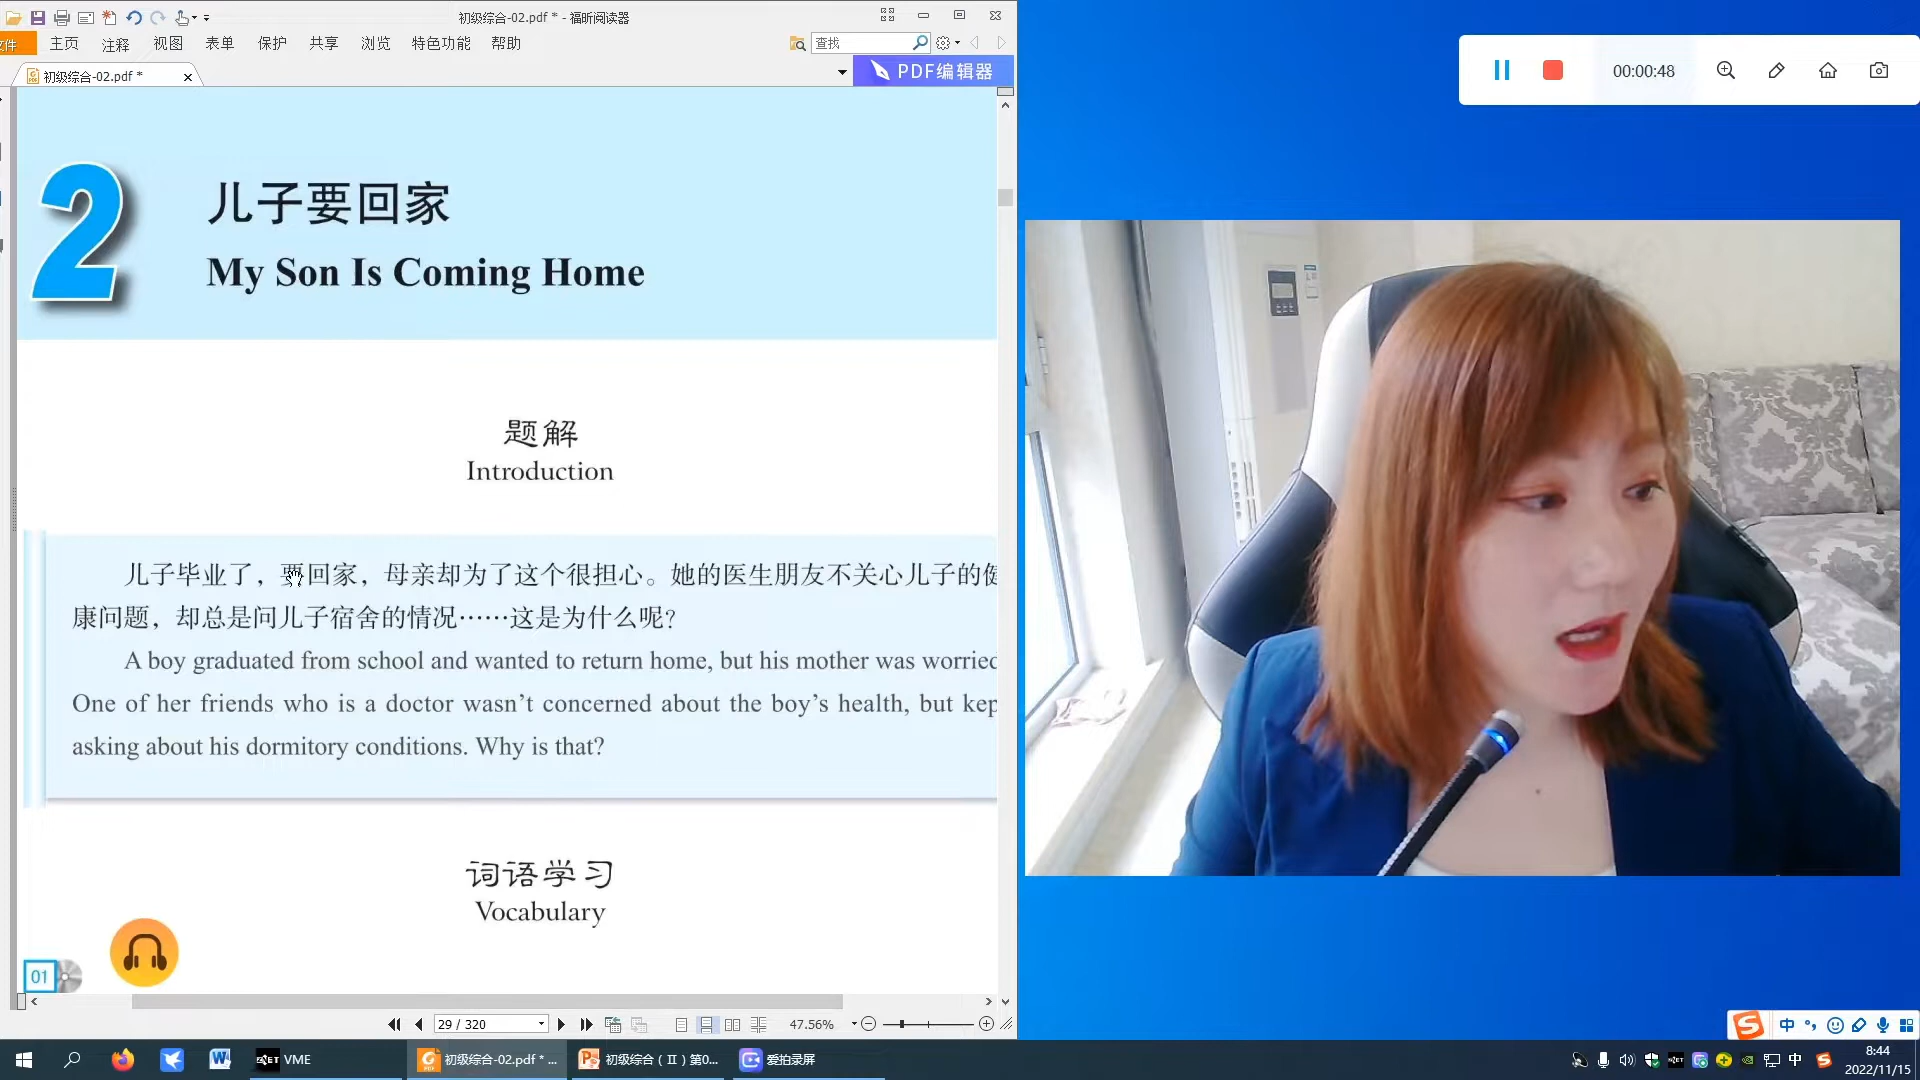 初级综合-02.pdf * - 福昕阅读器
文件 主页 注释 视图 表单 保护 共享 浏览 特色功能 帮助 查找
初级综合-02.pdf * PDF编辑器
00:00:48
2
儿子要回家
My Son Is Coming Home
题解
Introduction
儿子毕业了，要回家，母亲却为了这个很担心。她的医生朋友不关心儿子的健
康问题，却总是问儿子宿舍的情况……这是为什么呢？
A boy graduated from school and wanted to return home, but his mother was worried
One of her friends who is a doctor wasn't concerned about the boy's health, but kep
asking about his dormitory conditions. Why is that?
词语学习
Vocabulary
01
29 / 320 47.56%
中
VME 初级综合-02.pdf * ... 初级综合（Ⅱ）第0... 爱拍录屏
中
8:44
2022/11/15